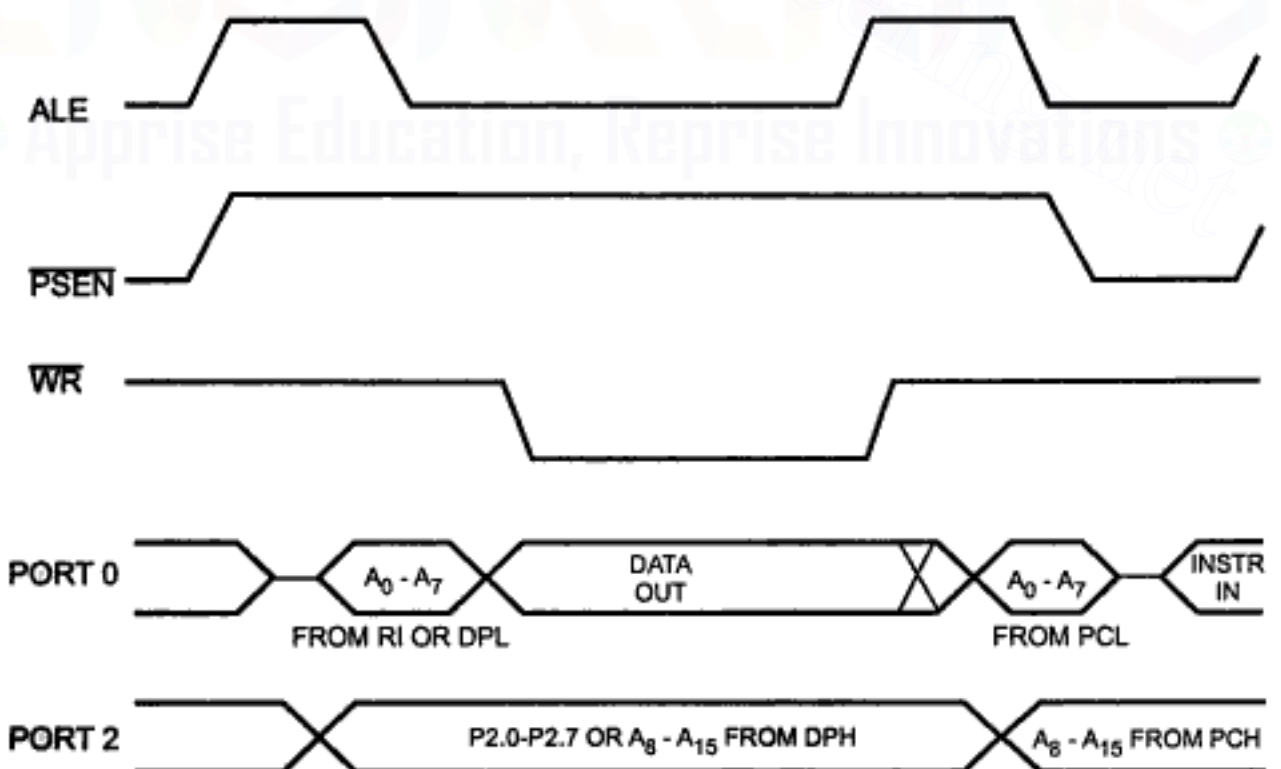 ALE
Apprise Education, Reprise Innovations
PSEN
WR
PORT 0
A0 - A7
DATA
OUT
A0 - A7
INSTR
IN
FROM RI OR DPL
FROM PCL
PORT 2
P2.0-P2.7 OR A8 - A15 FROM DPH
A8 - A15 FROM PCH